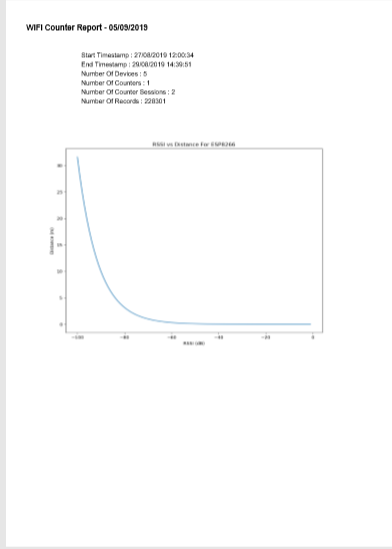 WIFI Counter Report - 05/09/2019
Start Timestamp : 27/08/2019 12:00:34
End Timestamp : 29/08/2019 14:39:51
Number Of Devices : 5
Number Of Counters : 1
Number Of Counter Sessions : 2
Number Of Records : 228301
RSSI vs Distance For ESP8266
30
25
20
15
10
5
0
Distance (m)
-100 -80 -60 -40 -20 0
RSSI (dB)